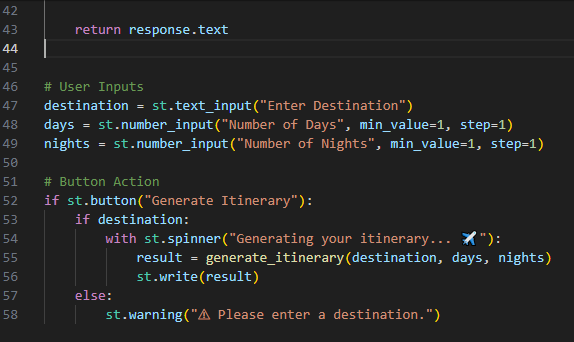 42
43     return response.text
44
45
46 # User Inputs
47 destination = st.text_input("Enter Destination")
48 days = st.number_input("Number of Days", min_value=1, step=1)
49 nights = st.number_input("Number of Nights", min_value=1, step=1)
50
51 # Button Action
52 if st.button("Generate Itinerary"):
53     if destination:
54         with st.spinner("Generating your itinerary... ✈️"):
55             result = generate_itinerary(destination, days, nights)
56             st.write(result)
57     else:
58         st.warning("⚠️ Please enter a destination.")